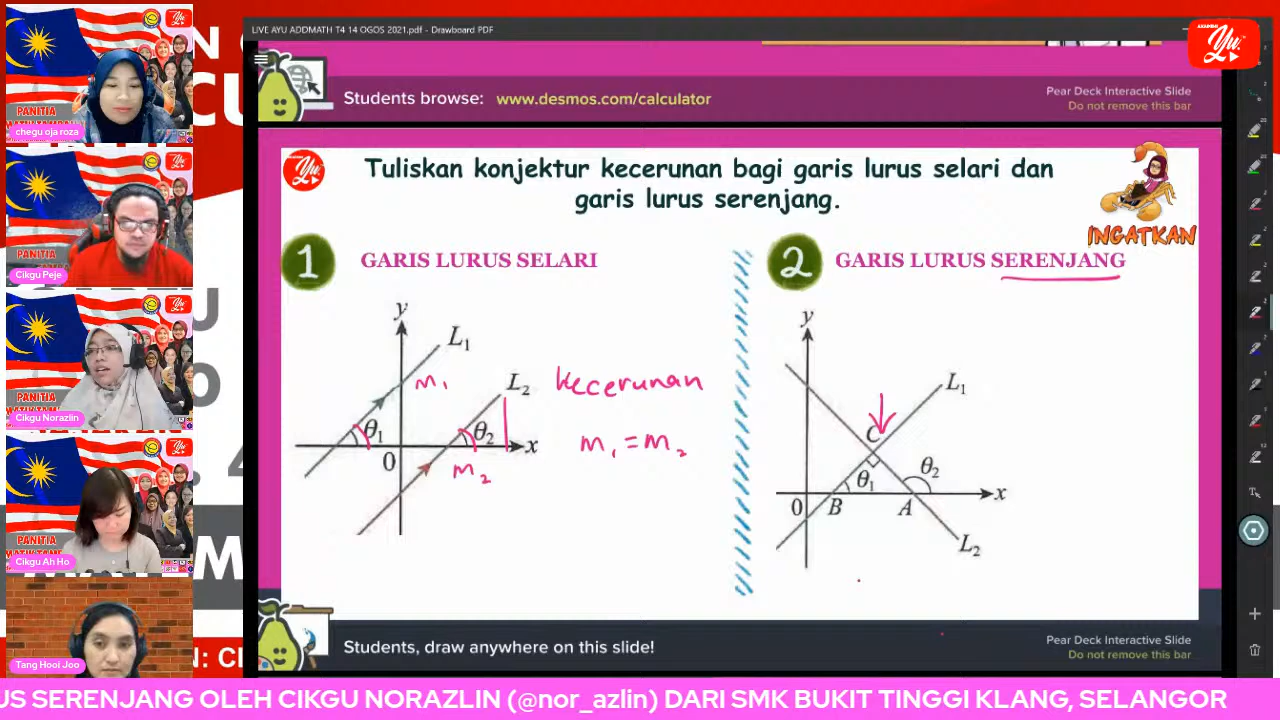 LIVE AYU ADDMATH T4 14 OGOS 2021.pdf - Drawboard PDF
Students browse: www.desmos.com/calculator
Pear Deck Interactive Slide
Do not remove this bar
Tuliskan konjektur kecerunan bagi garis lurus selari dan
garis lurus serenjang.
INGATKAN
1 GARIS LURUS SELARI
y
L₁
m₁
L₂
θ₁
θ₂
x
0
m₂
Kecerunan
m₁ = m₂
2 GARIS LURUS SERENJANG
y
L₁
C
θ₁
θ₂
x
0
B
A
L₂
Students, draw anywhere on this slide!
Pear Deck Interactive Slide
Do not remove this bar
chegu oja roza
Cikgu Peje
Cikgu Norazlin
Cikgu Ah Ho
Tang Hooi Joo
PANITIA
PANITIA
Yu
US SERENJANG OLEH CIKGU NORAZLIN (@nor_azlin) DARI SMK BUKIT TINGGI KLANG, SELANGOR